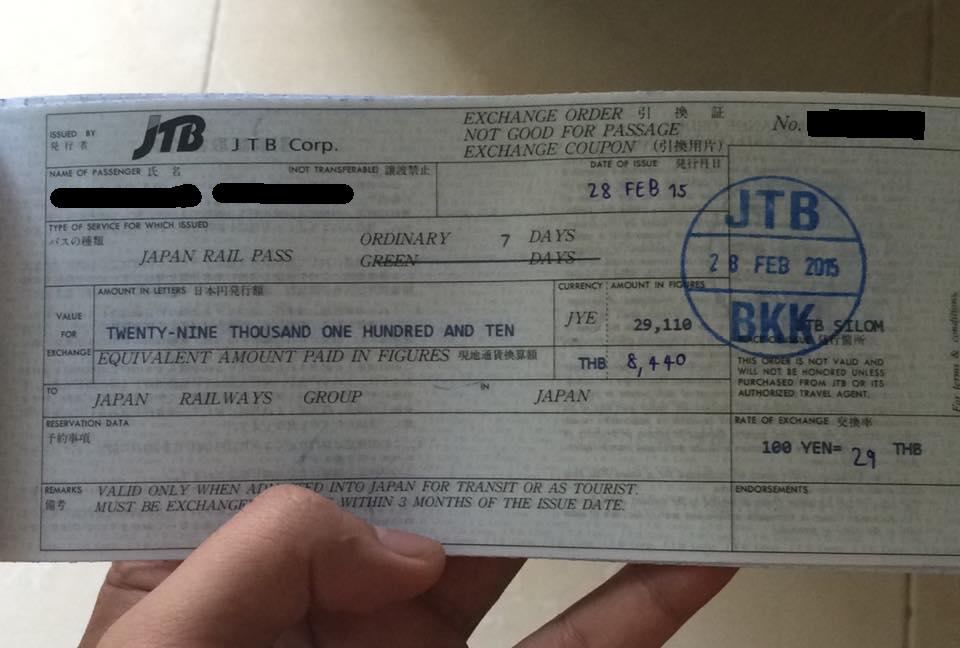 ISSUED BY
発行者
JTB JTB Corp.
EXCHANGE ORDER 引換証
NOT GOOD FOR PASSAGE
EXCHANGE COUPON (引換用片)
No.
NAME OF PASSENGER 氏名 (NOT TRANSFERABLE) 譲渡禁止
DATE OF ISSUE 発行月日
28 FEB 15
TYPE OF SERVICE FOR WHICH ISSUED
パスの種類
JAPAN RAIL PASS
ORDINARY 7 DAYS
GREEN DAYS
JTB
28 FEB 2015
BKK
VALUE
FOR
EXCHANGE
AMOUNT IN LETTERS 日本円発行額
TWENTY-NINE THOUSAND ONE HUNDRED AND TEN
CURRENCY AMOUNT IN FIGURES
JYE 29,110
EQUIVALENT AMOUNT PAID IN FIGURES 現地通貨換算額
THB 8,440
TB SILOM
発行箇所
THIS ORDER IS NOT VALID AND
WILL NOT BE HONORED UNLESS
PURCHASED FROM JTB OR ITS
AUTHORIZED TRAVEL AGENT.
TO JAPAN RAILWAYS GROUP IN JAPAN
RESERVATION DATA
予約事項
RATE OF EXCHANGE 交換率
100 YEN= 29 THB
REMARKS
備考
VALID ONLY WHEN ADMITTED INTO JAPAN FOR TRANSIT OR AS TOURIST.
MUST BE EXCHANGE WITHIN 3 MONTHS OF THE ISSUE DATE.
ENDORSEMENTS
For terms & conditions,